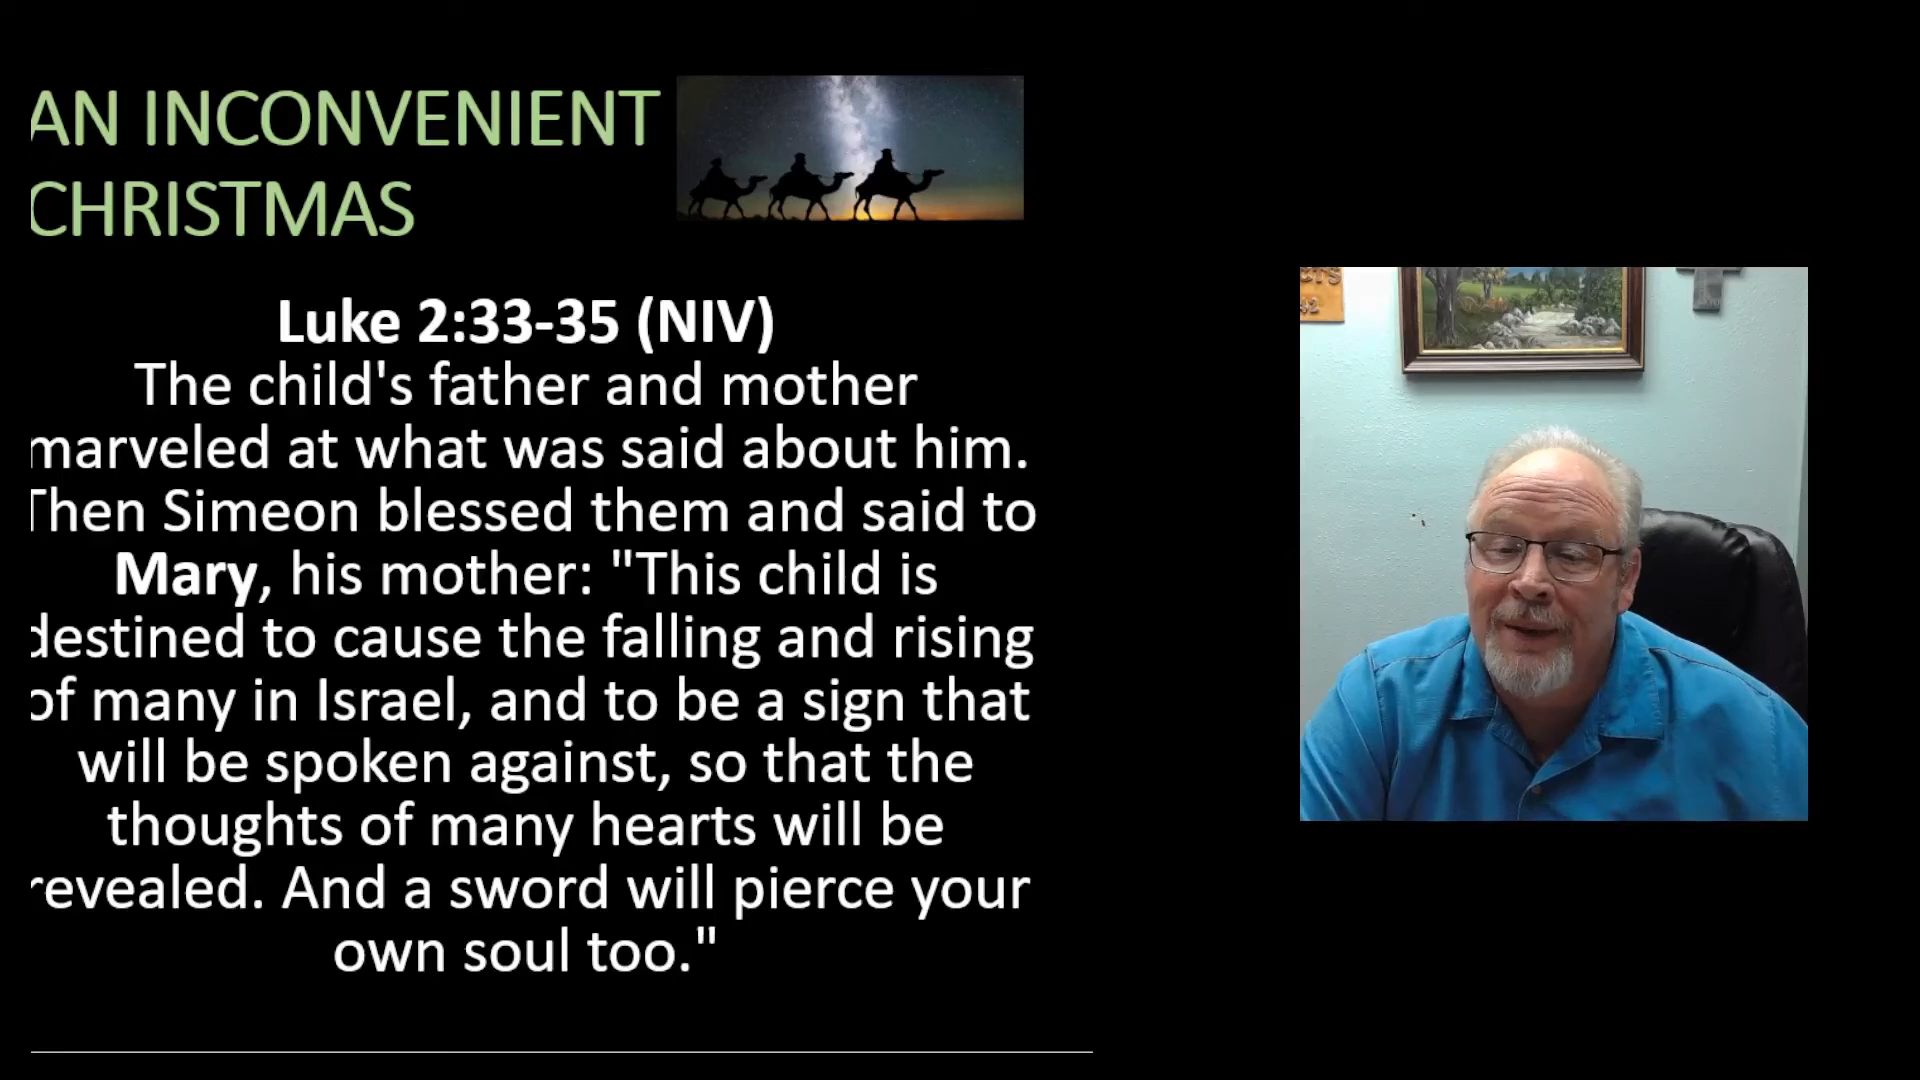 AN INCONVENIENT
CHRISTMAS
Luke 2:33-35 (NIV)
The child's father and mother
marveled at what was said about him.
Then Simeon blessed them and said to
Mary, his mother: "This child is
destined to cause the falling and rising
of many in Israel, and to be a sign that
will be spoken against, so that the
thoughts of many hearts will be
revealed. And a sword will pierce your
own soul too."